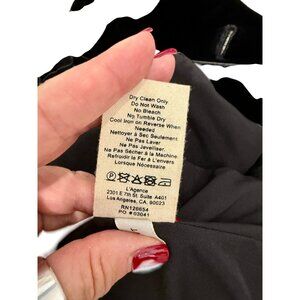 Dry Clean Only
Do Not Wash
No Bleach
No Tumble Dry
Cool Iron on Reverse When
Needed
Nettoyer à Sec Seulement
Ne Pas Laver
Ne Pas Javelliser
Ne Pas Sécher à la Machine
Refroidir le Fer à L'envers
Lorsque Nécessaire
L'Agence
2301 E 7th St. Suite A401
Los Angeles, CA. 90023
RN126654
PO # 03041